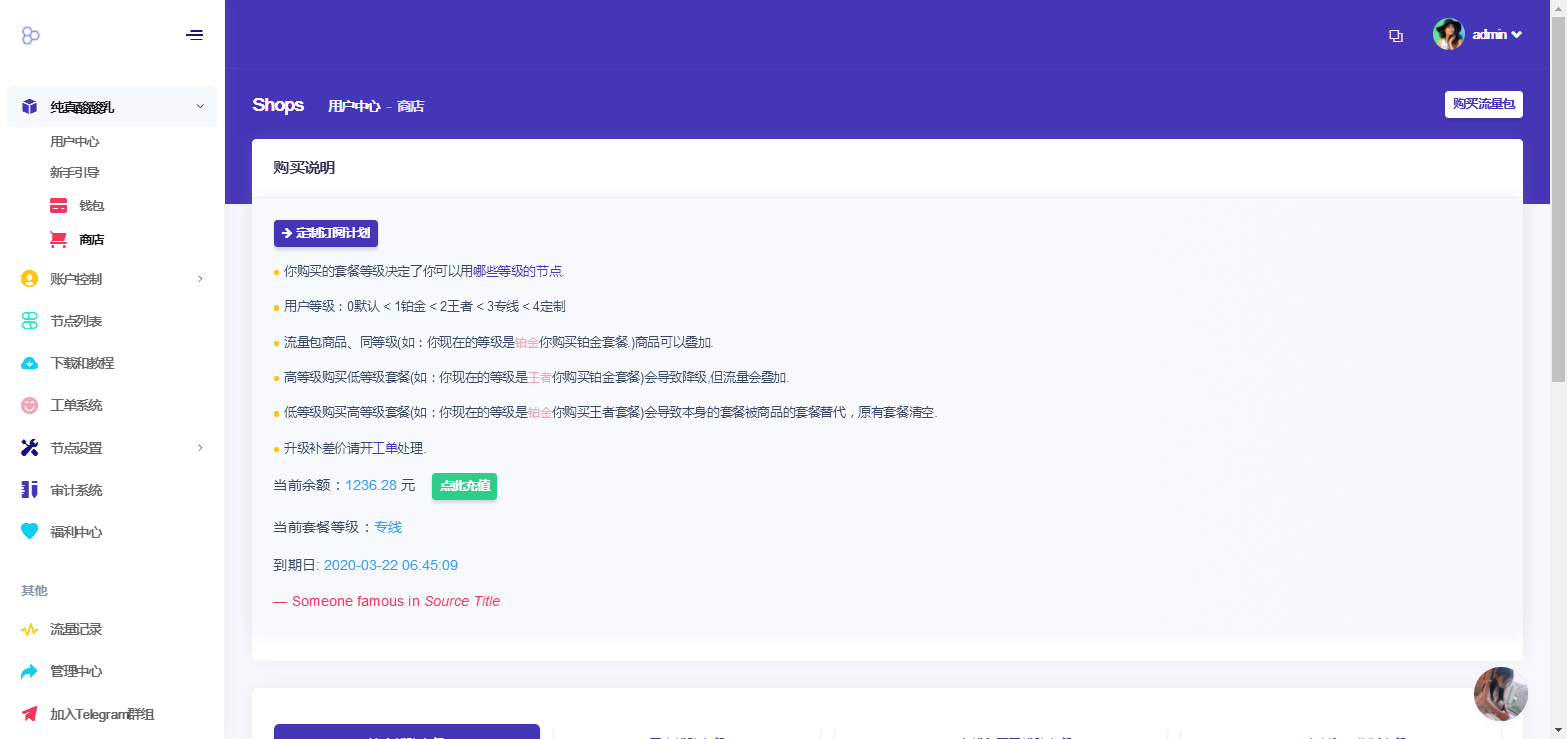 admin
纯真酸酸乳
用户中心
新手引导
钱包
商店
账户控制
节点列表
下载和教程
工单系统
节点设置
审计系统
福利中心
其他
流量记录
管理中心
加入Telegram群组
Shops 用户中心 - 商店
购买流量包
购买说明
定制订阅计划
你购买的套餐等级决定了你可以用哪些等级的节点.
用户等级：0默认 < 1铂金 < 2王者 < 3专线 < 4定制
流量包商品、同等级(如：你现在的等级是铂金你购买铂金套餐.)商品可以叠加.
高等级购买低等级套餐(如：你现在的等级是王者你购买铂金套餐)会导致降级,但流量会叠加.
低等级购买高等级套餐(如：你现在的等级是铂金你购买王者套餐)会导致本身的套餐被商品的套餐替代，原有套餐清空.
升级补差价请开工单处理.
当前余额：1236.28 元 点此充值
当前套餐等级：专线
到期日: 2020-03-22 06:45:09
— Someone famous in Source Title